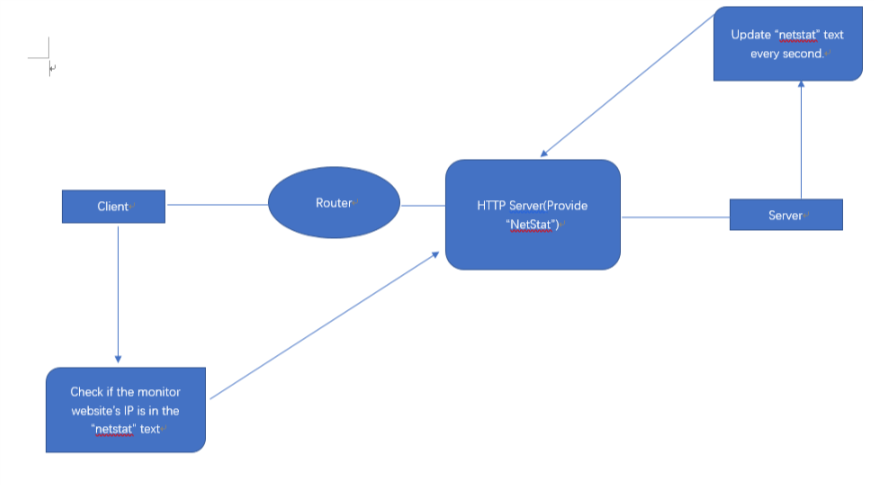 Update “netstat” text
every second.
Client
Router
HTTP Server(Provide
“NetStat”)
Server
Check if the monitor
website’s IP is in the
“netstat” text